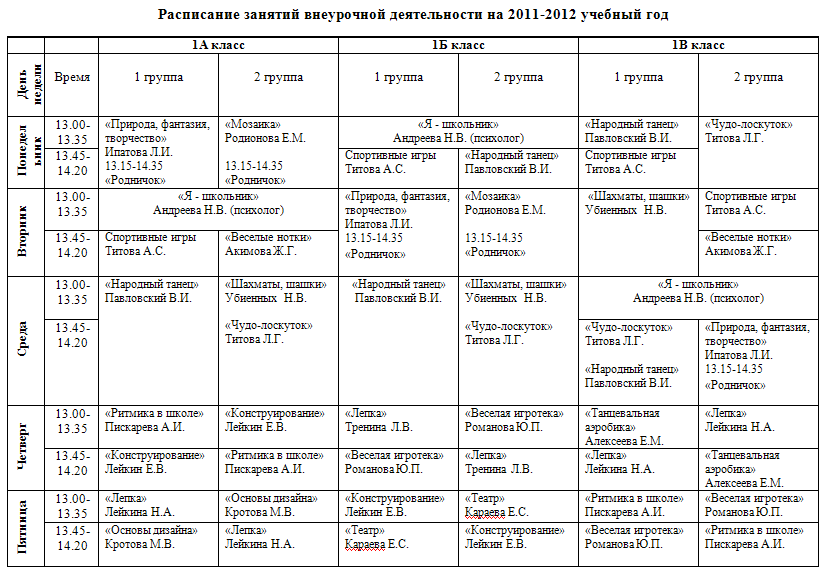 Расписание занятий внеурочной деятельности на 2011-2012 учебный год
День недели
Время
1А класс
1Б класс
1В класс
1 группа
2 группа
1 группа
2 группа
1 группа
2 группа
Понедел
ьник
13.00-
13.35
«Природа, фантазия,
творчество»
Ипатова Л.И.
13.15-14.35
«Родничок»
«Мозаика»
Родионова Е.М.
13.15-14.35
«Родничок»
«Я - школьник»
Андреева Н.В. (психолог)
«Народный танец»
Павловский В.И.
«Чудо-лоскуток»
Титова Л.Г.
13.45-
14.20
Спортивные игры
Титова А.С.
«Народный танец»
Павловский В.И.
Спортивные игры
Титова А.С.
Вторник
13.00-
13.35
«Я - школьник»
Андреева Н.В. (психолог)
«Природа, фантазия,
творчество»
Ипатова Л.И.
13.15-14.35
«Родничок»
«Мозаика»
Родионова Е.М.
13.15-14.35
«Родничок»
«Шахматы, шашки»
Убиенных Н.В.
Спортивные игры
Титова А.С.
13.45-
14.20
Спортивные игры
Титова А.С.
«Веселые нотки»
Акимова Ж.Г.
«Веселые нотки»
Акимова Ж.Г.
Среда
13.00-
13.35
«Народный танец»
Павловский В.И.
«Шахматы, шашки»
Убиенных Н.В.
«Чудо-лоскуток»
Титова Л.Г.
«Народный танец»
Павловский В.И.
«Шахматы, шашки»
Убиенных Н.В.
«Чудо-лоскуток»
Титова Л.Г.
«Я - школьник»
Андреева Н.В. (психолог)
13.45-
14.20
«Чудо-лоскуток»
Титова Л.Г.
«Народный танец»
Павловский В.И.
«Природа, фантазия,
творчество»
Ипатова Л.И.
13.15-14.35
«Родничок»
Четверг
13.00-
13.35
«Ритмика в школе»
Пискарева А.И.
«Конструирование»
Лейкин Е.В.
«Лепка»
Тренина Л.В.
«Веселая игротека»
Романова Ю.П.
«Танцевальная
аэробика»
Алексеева Е.М.
«Лепка»
Лейкина Н.А.
13.45-
14.20
«Конструирование»
Лейкин Е.В.
«Ритмика в школе»
Пискарева А.И.
«Веселая игротека»
Романова Ю.П.
«Лепка»
Тренина Л.В.
«Лепка»
Лейкина Н.А.
«Танцевальная
аэробика»
Алексеева Е.М.
Пятница
13.00-
13.35
«Лепка»
Лейкина Н.А.
«Основы дизайна»
Кротова М.В.
«Конструирование»
Лейкин Е.В.
«Театр»
Караева Е.С.
«Ритмика в школе»
Пискарева А.И.
«Веселая игротека»
Романова Ю.П.
13.45-
14.20
«Основы дизайна»
Кротова М.В.
«Лепка»
Лейкина Н.А.
«Театр»
Караева Е.С.
«Конструирование»
Лейкин Е.В.
«Веселая игротека»
Романова Ю.П.
«Ритмика в школе»
Пискарева А.И.